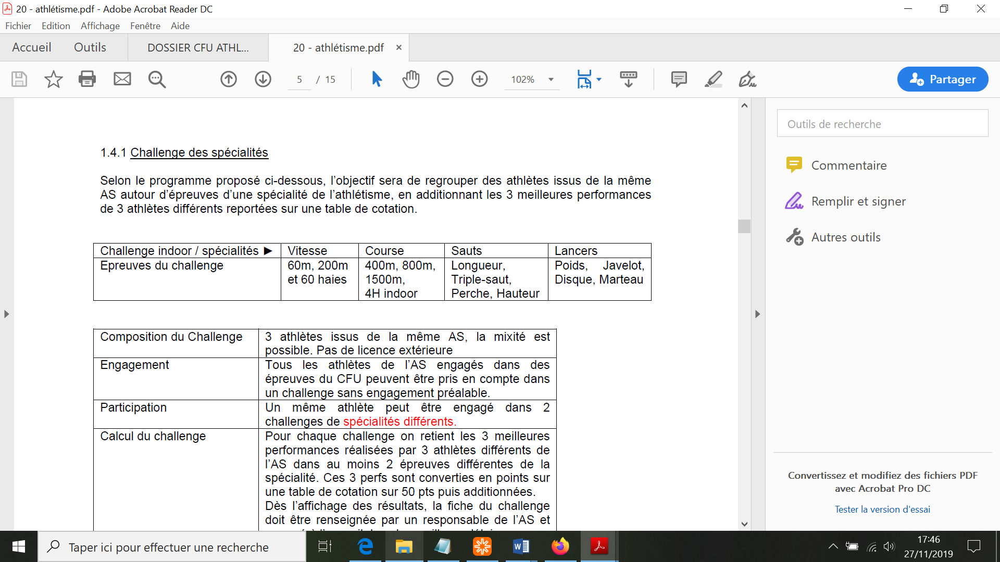 20 - athlétisme.pdf - Adobe Acrobat Reader DC
Fichier Edition Affichage Fenêtre Aide
Accueil Outils DOSSIER CFU ATHL... 20 - athlétisme.pdf ×
5 / 15 102% Partager
1.4.1 Challenge des spécialités
Selon le programme proposé ci-dessous, l'objectif sera de regrouper des athlètes issus de la même
AS autour d'épreuves d'une spécialité de l'athlétisme, en additionnant les 3 meilleures performances
de 3 athlètes différents reportées sur une table de cotation.
Challenge indoor / spécialités ► Vitesse Course Sauts Lancers
Epreuves du challenge 60m, 200m 400m, 800m, Longueur, Poids, Javelot,
et 60 haies 1500m, Triple-saut, Disque, Marteau
4H indoor Perche, Hauteur
Composition du Challenge 3 athlètes issus de la même AS, la mixité est
possible. Pas de licence extérieure
Engagement Tous les athlètes de l'AS engagés dans des
épreuves du CFU peuvent être pris en compte dans
un challenge sans engagement préalable.
Participation Un même athlète peut être engagé dans 2
challenges de spécialités différents.
Calcul du challenge Pour chaque challenge on retient les 3 meilleures
performances réalisées par 3 athlètes différents de
l'AS dans au moins 2 épreuves différentes de la
spécialité. Ces 3 perfs sont converties en points sur
une table de cotation sur 50 pts puis additionnées.
Dès l'affichage des résultats, la fiche du challenge
doit être renseignée par un responsable de l'AS et
Outils de recherche
Commentaire
Remplir et signer
Autres outils
Convertissez et modifiez des fichiers PDF
avec Acrobat Pro DC
Tester la version d'essai
Taper ici pour effectuer une recherche
17:46
27/11/2019